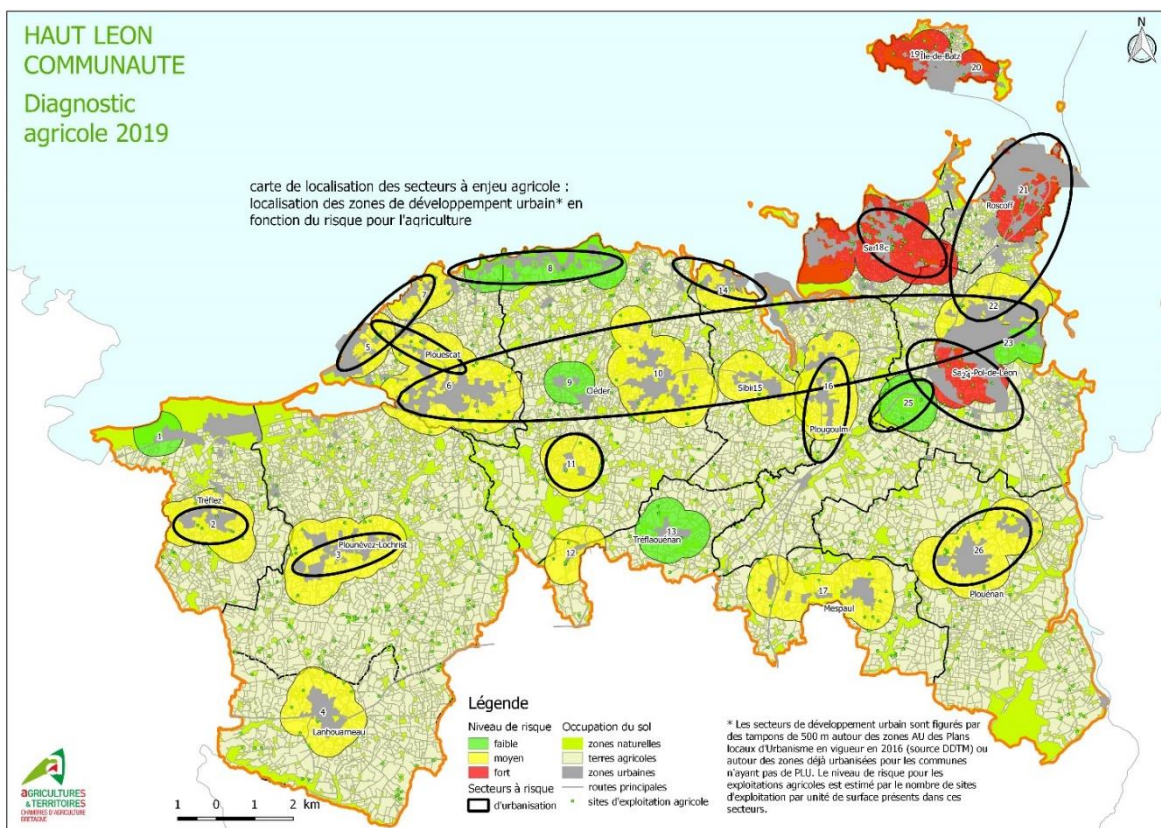 HAUT LEON
COMMUNAUTE
Diagnostic
agricole 2019
N
carte de localisation des secteurs à enjeu agricole :
localisation des zones de développempent urbain* en
fonction du risque pour l'agriculture
19
Île-de-Batz
20
21
Roscoff
18
8
7
14
22
5
Plouescat
23
Saint-Pol-de-Léon
24
6
9
10
15
16
Cléder
25
Plougoulm
1
11
Tréflez
2
Plounévez-Lochrist
3
13
Tréflaouénan
12
26
Plouénan
17
Mespaul
4
Lanhouarneau
Légende
Niveau de risque
faible
moyen
fort
Secteurs à risque
d'urbanisation
Occupation du sol
zones naturelles
terres agricoles
zones urbaines
routes principales
sites d'exploitation agricole
* Les secteurs de développement urbain sont figurés par
des tampons de 500 m autour des zones AU des Plans
locaux d'Urbanisme en vigueur en 2016 (source DDTM) ou
autour des zones déjà urbanisées pour les communes
n'ayant pas de PLU. Le niveau de risque pour les
exploitations agricoles est estimé par le nombre de sites
d'exploitation par unité de surface présents dans ces
secteurs.
AGRICULTURES
& TERRITOIRES
CHAMBRES D'AGRICULTURE
BRETAGNE
1 0 1 2 km